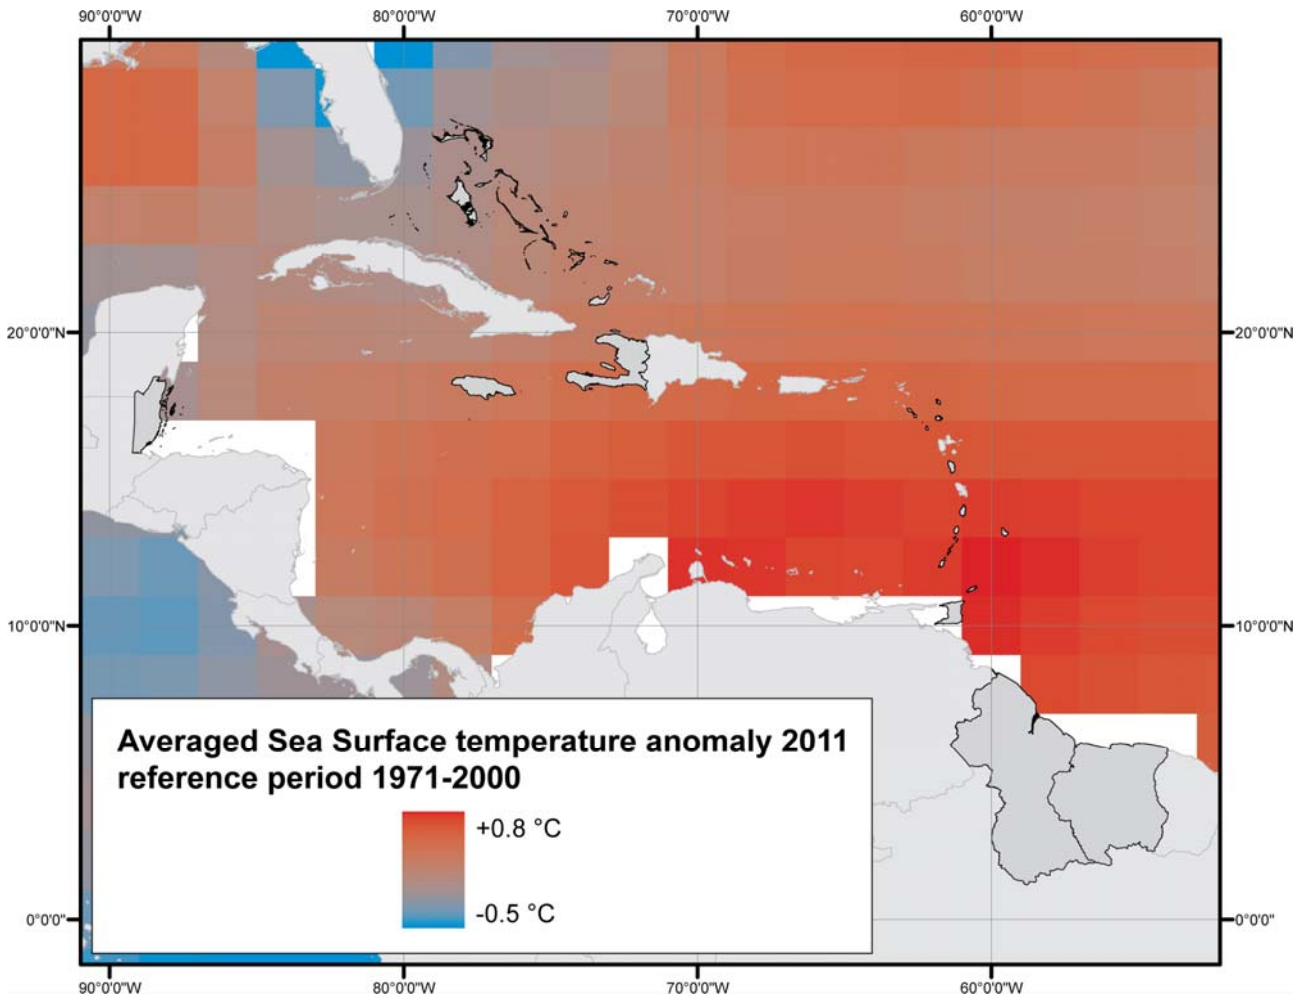 90°0'0"W 80°0'0"W 70°0'0"W 60°0'0"W
20°0'0"N 20°0'0"N
10°0'0"N 10°0'0"N
Averaged Sea Surface temperature anomaly 2011
reference period 1971-2000
+0.8 °C
-0.5 °C
0°0'0" 0°0'0"
90°0'0"W 80°0'0"W 70°0'0"W 60°0'0"W